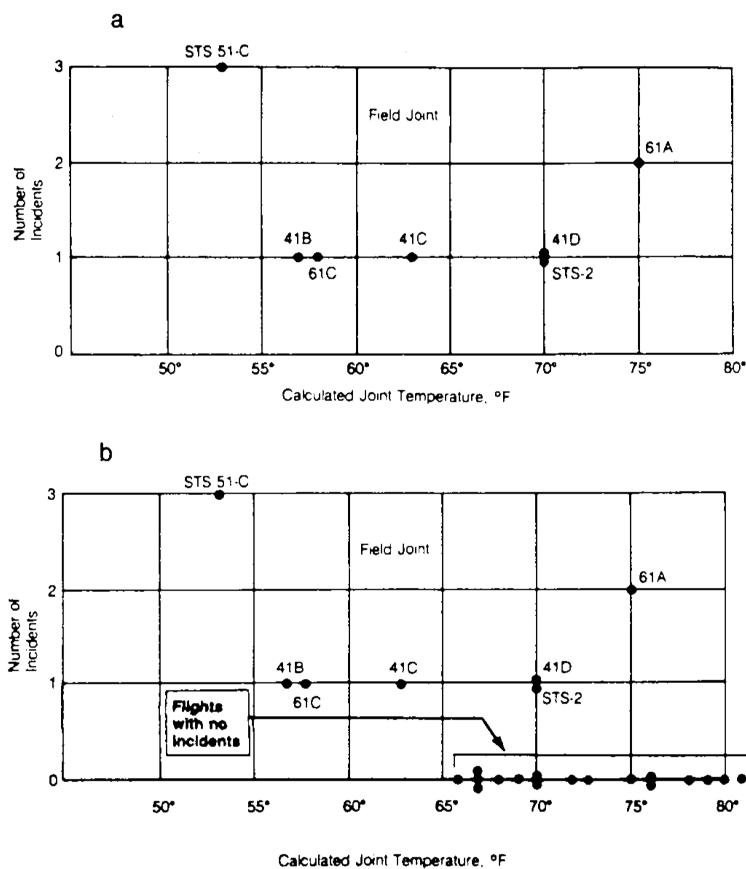 a
STS 51-C
3
Field Joint
61A
2
Number of
Incidents
41B
41C
41D
1
61C
STS-2
0
50° 55° 60° 65° 70° 75° 80°
Calculated Joint Temperature, °F
b
STS 51-C
3
Field Joint
61A
2
Number of
Incidents
41B
41C
41D
1
61C
STS-2
Flights
with no
incidents
0
50° 55° 60° 65° 70° 75° 80°
Calculated Joint Temperature, °F